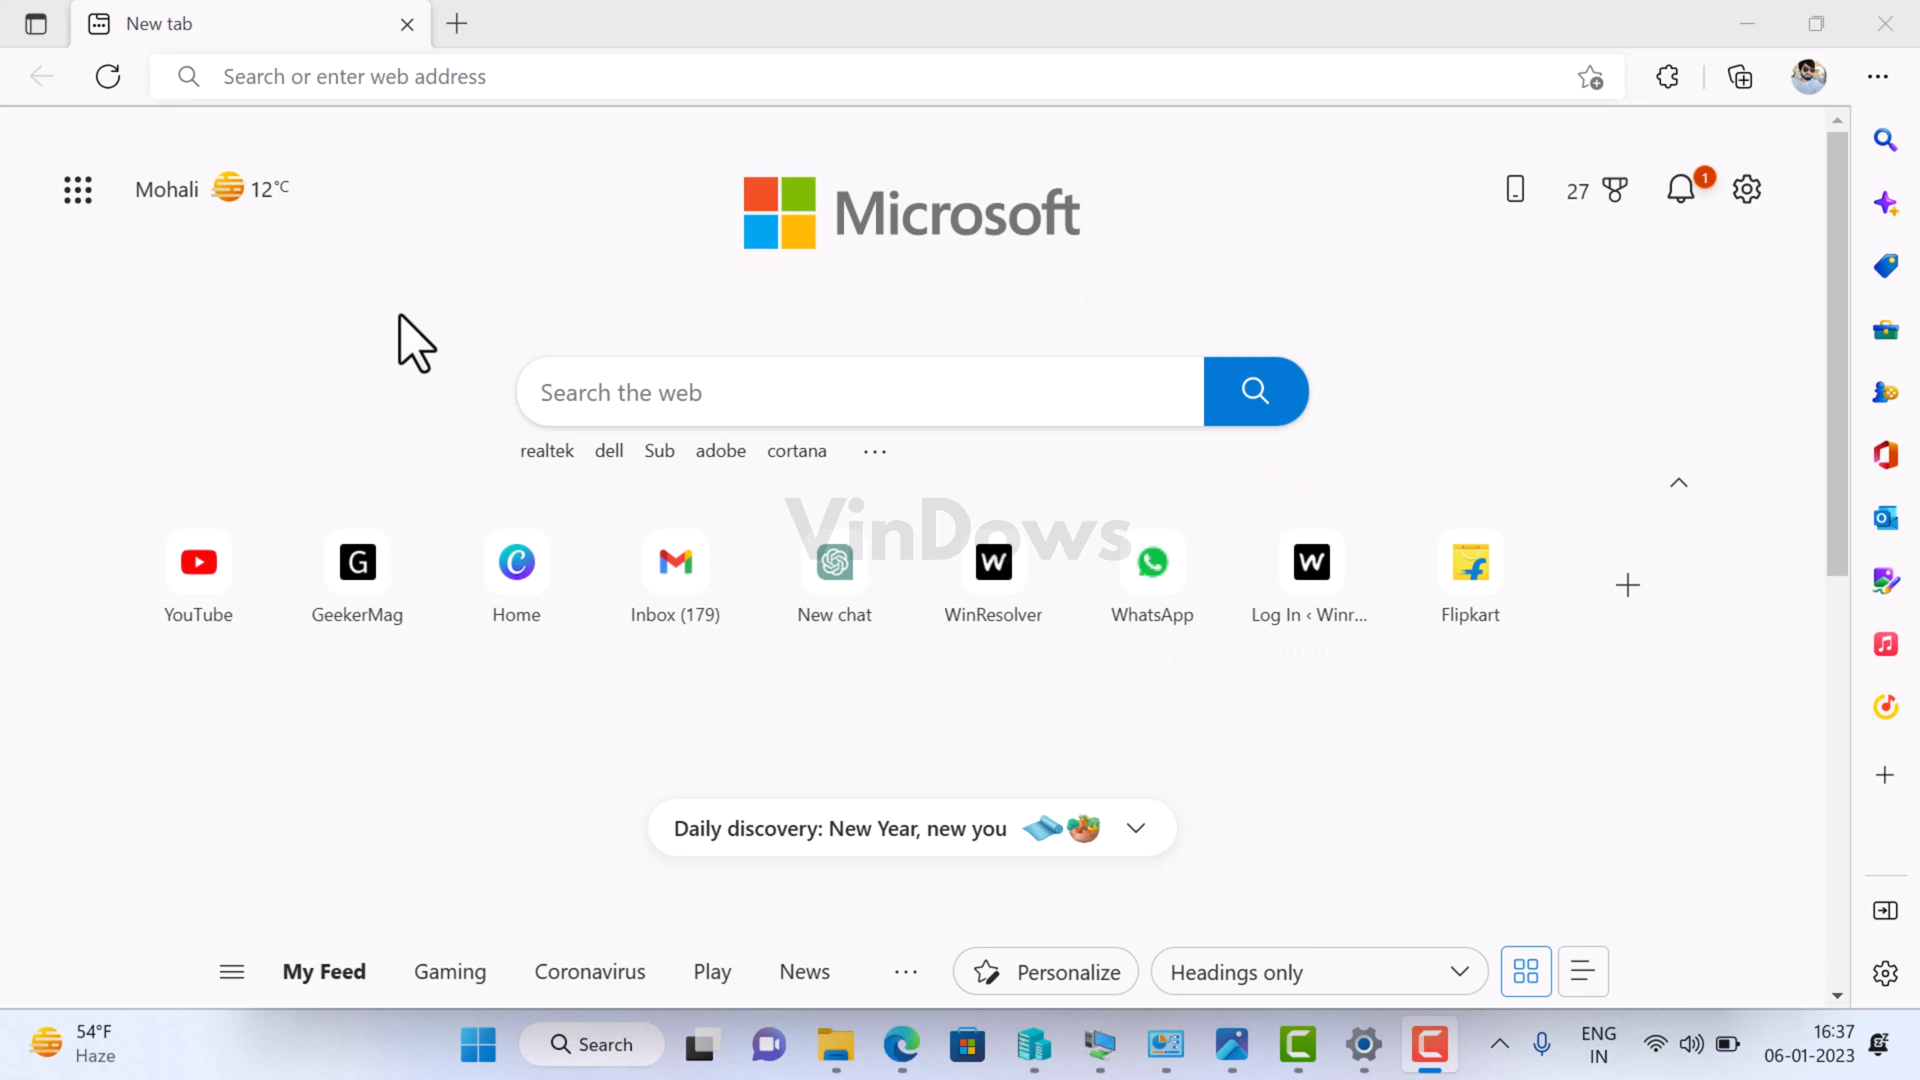 New tab
Search or enter web address
Mohali 12°C
Microsoft
27
1
Search the web
realtek dell Sub adobe cortana ...
VinDows
YouTube GeekerMag Home Inbox (179) New chat WinResolver WhatsApp Log In ‹ Winr... Flipkart
Daily discovery: New Year, new you
My Feed Gaming Coronavirus Play News ... Personalize Headings only
54°F
Haze
Search
ENG
IN
16:37
06-01-2023